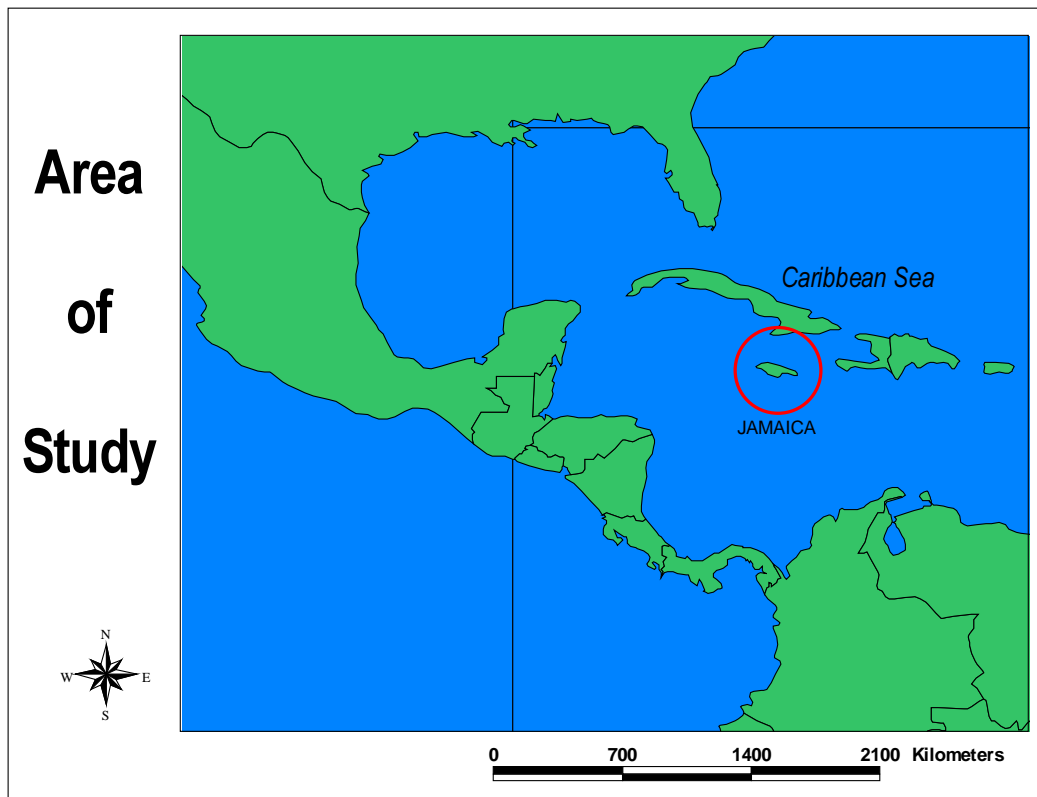 Area
of
Study
Caribbean Sea
JAMAICA
N
W E
S
0 700 1400 2100 Kilometers